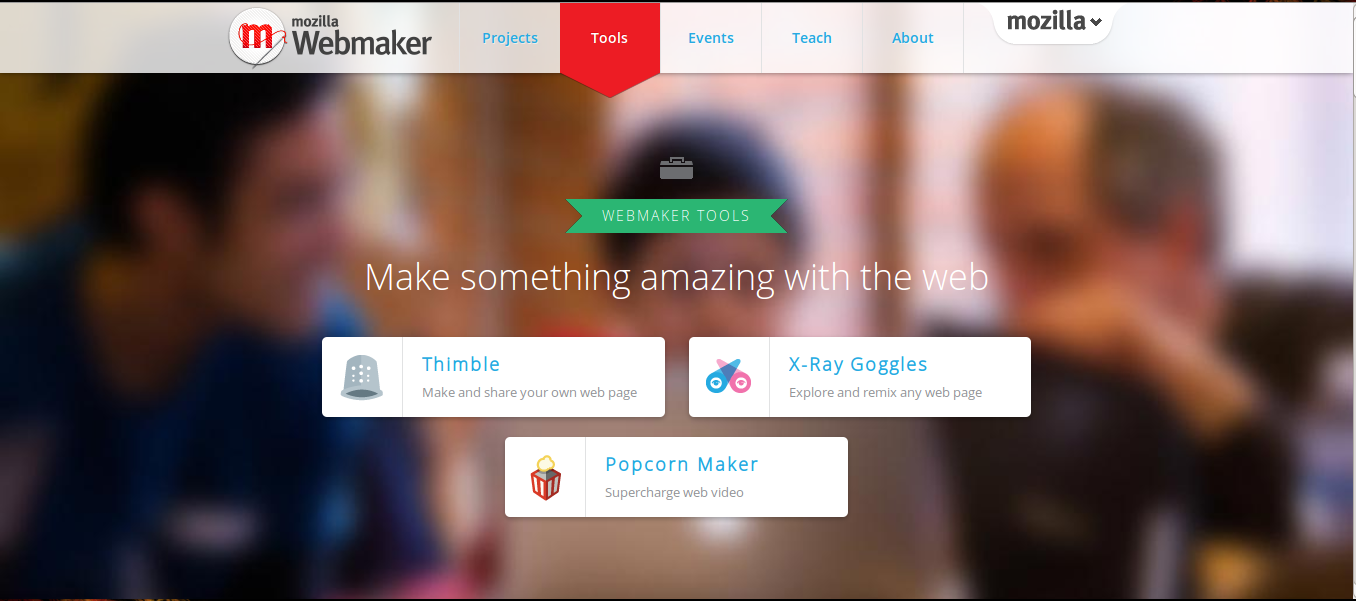 mozilla
Webmaker
Projects
Tools
Events
Teach
About
mozilla
WEBMAKER TOOLS
Make something amazing with the web
Thimble
Make and share your own web page
X-Ray Goggles
Explore and remix any web page
Popcorn Maker
Supercharge web video